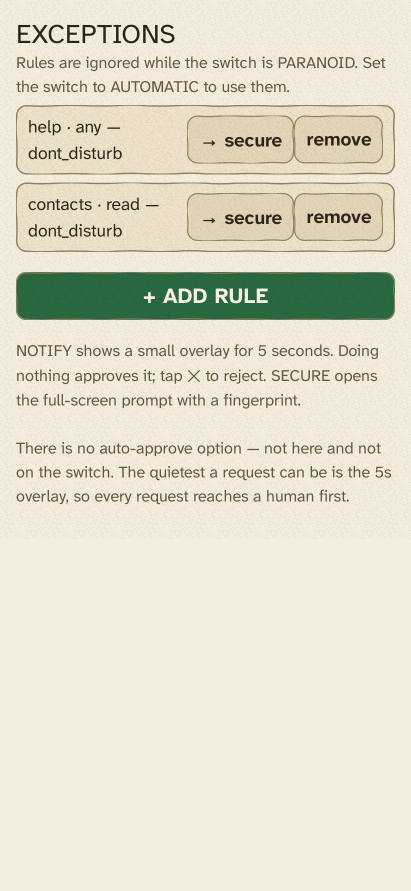 EXCEPTIONS
Rules are ignored while the switch is PARANOID. Set
the switch to AUTOMATIC to use them.
help · any —
dont_disturb
→ secure
remove
contacts · read —
dont_disturb
→ secure
remove
+ ADD RULE
NOTIFY shows a small overlay for 5 seconds. Doing
nothing approves it; tap ✕ to reject. SECURE opens
the full-screen prompt with a fingerprint.
There is no auto-approve option — not here and not
on the switch. The quietest a request can be is the 5s
overlay, so every request reaches a human first.